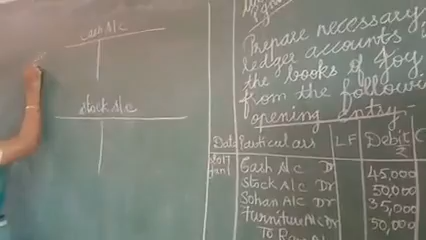 Cash A/c
Stock A/c
Prepare necessary
ledger accounts
the books of Joy
from the following
opening entry.
Date Particulars LF Debit ₹
2017
Jan 1 Cash A/c Dr 45,000
Stock A/c Dr 50,000
Sohan A/c Dr 35,000
Furniture A/c Dr 50,000
To